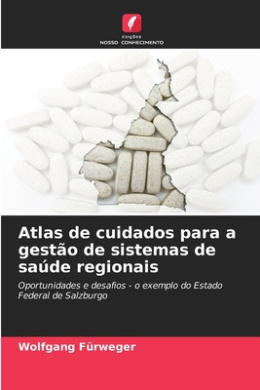 edições
NOSSO CONHECIMENTO
Atlas de cuidados para a
gestão de sistemas de
saúde regionais
Oportunidades e desafios - o exemplo do Estado
Federal de Salzburgo
Wolfgang Fürweger